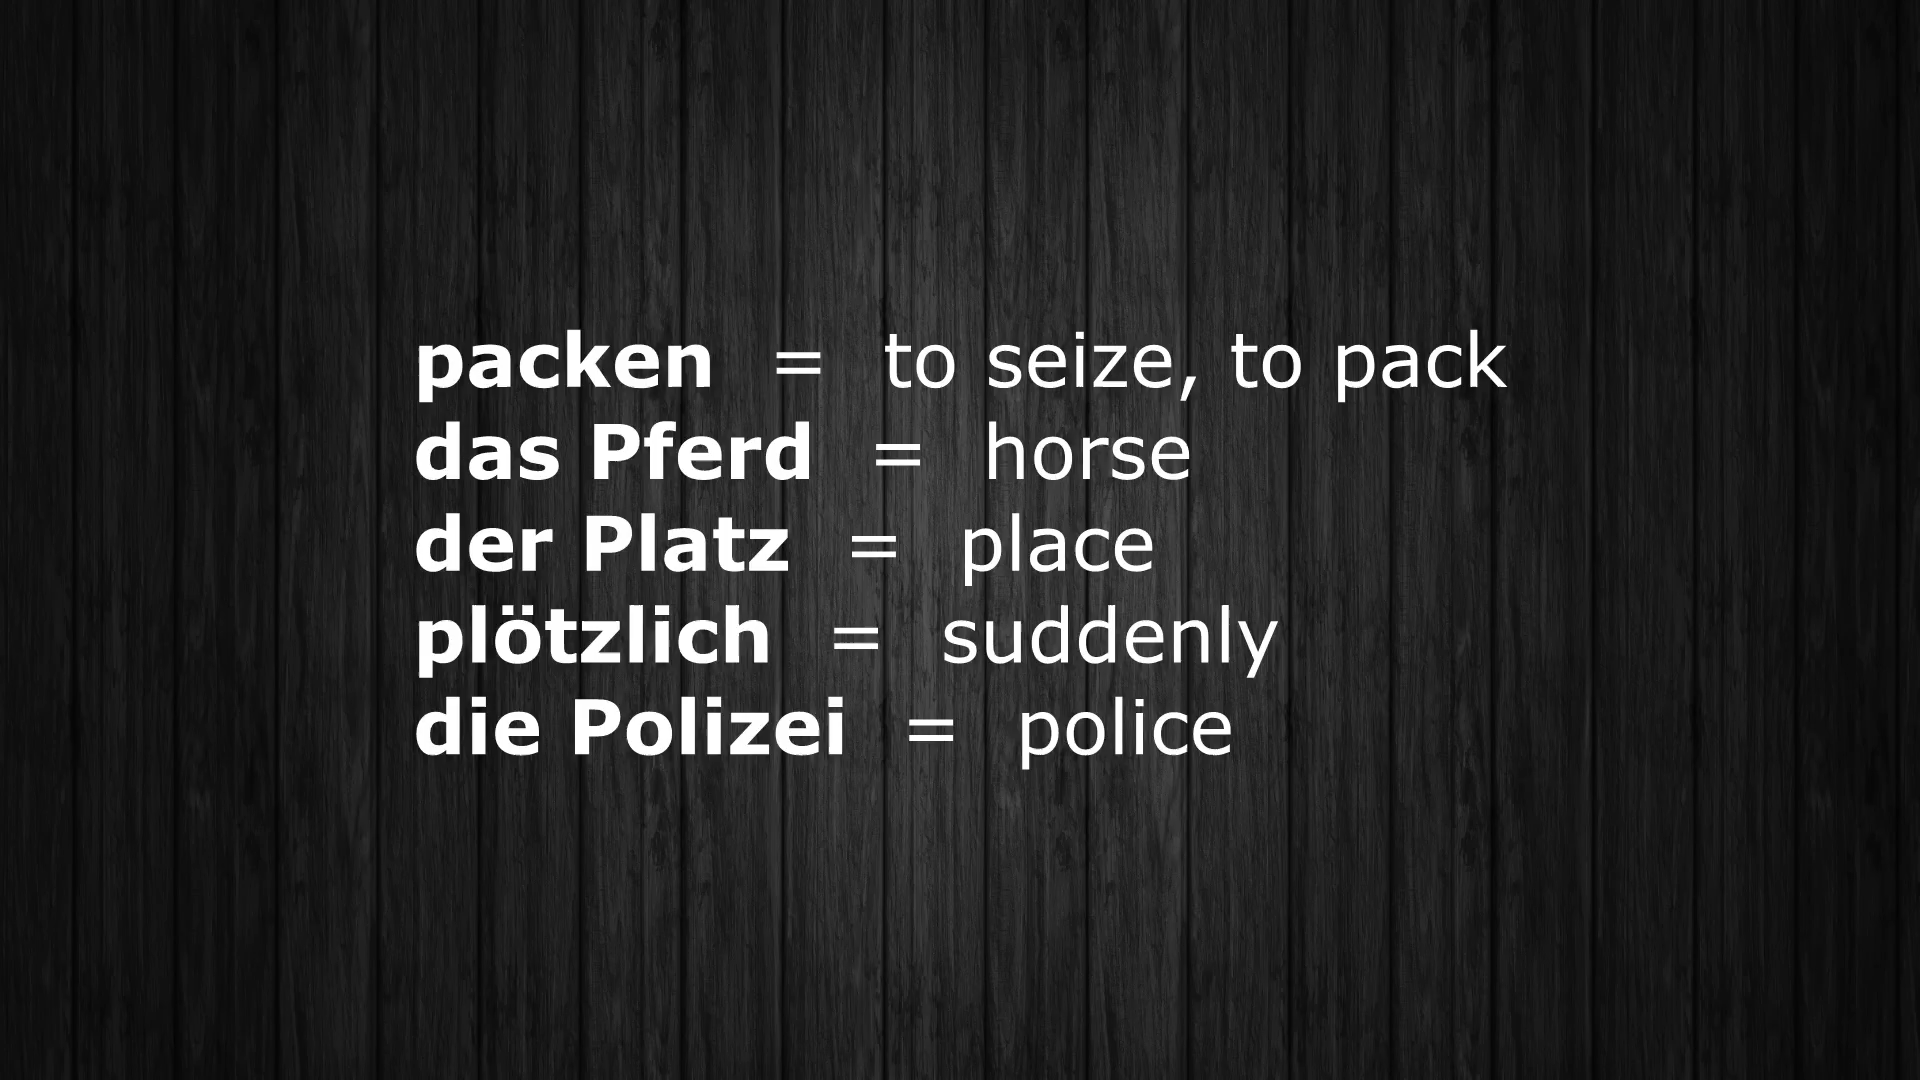 packen = to seize, to pack
das Pferd = horse
der Platz = place
plötzlich = suddenly
die Polizei = police